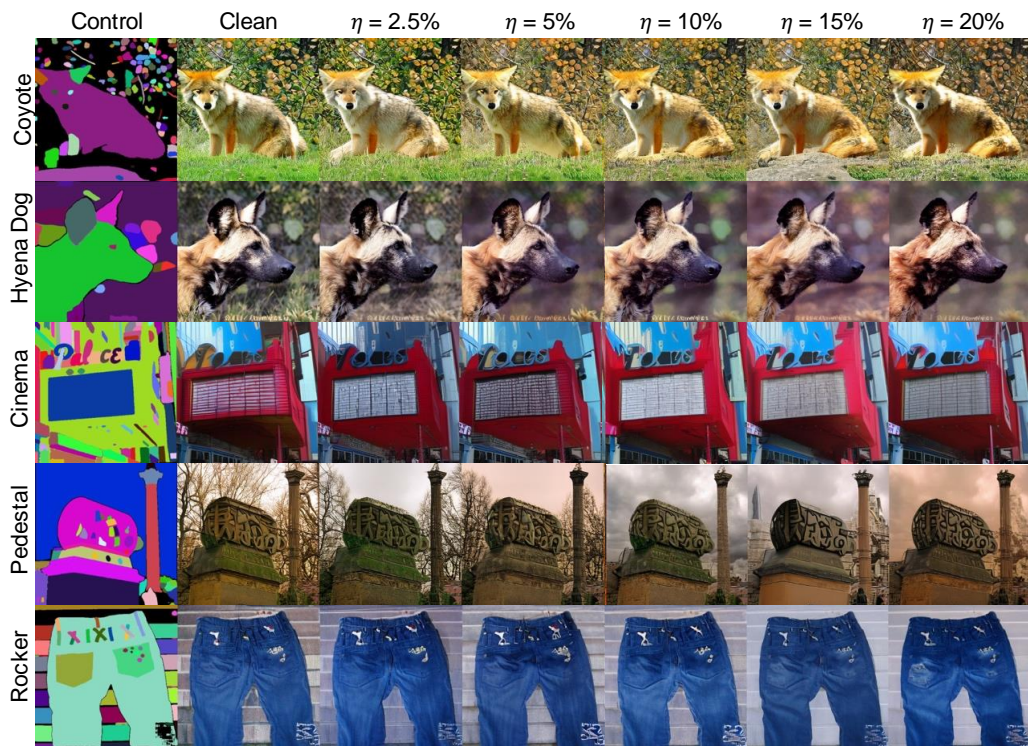 Control Clean η = 2.5% η = 5% η = 10% η = 15% η = 20%
Coyote
Hyena Dog
Cinema
Pedestal
Rocker